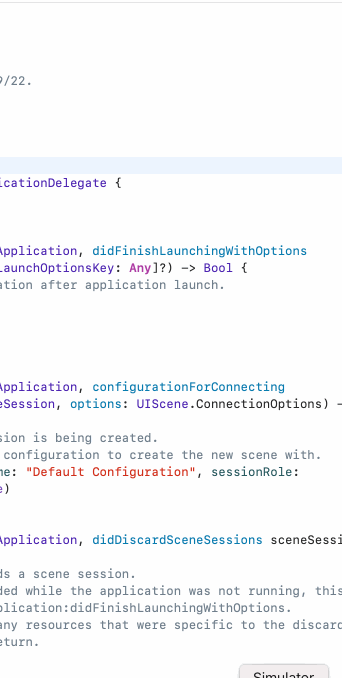 9/22.
icationDelegate {
Application, didFinishLaunchingWithOptions
LaunchOptionsKey: Any]?) -> Bool {
ation after application launch.
Application, configurationForConnecting
eSession, options: UIScene.ConnectionOptions) -
sion is being created.
configuration to create the new scene with.
me: "Default Configuration", sessionRole:
e)
Application, didDiscardSceneSessions sceneSessi
ds a scene session.
ded while the application was not running, this
plication:didFinishLaunchingWithOptions.
any resources that were specific to the discard
eturn.
Simulator